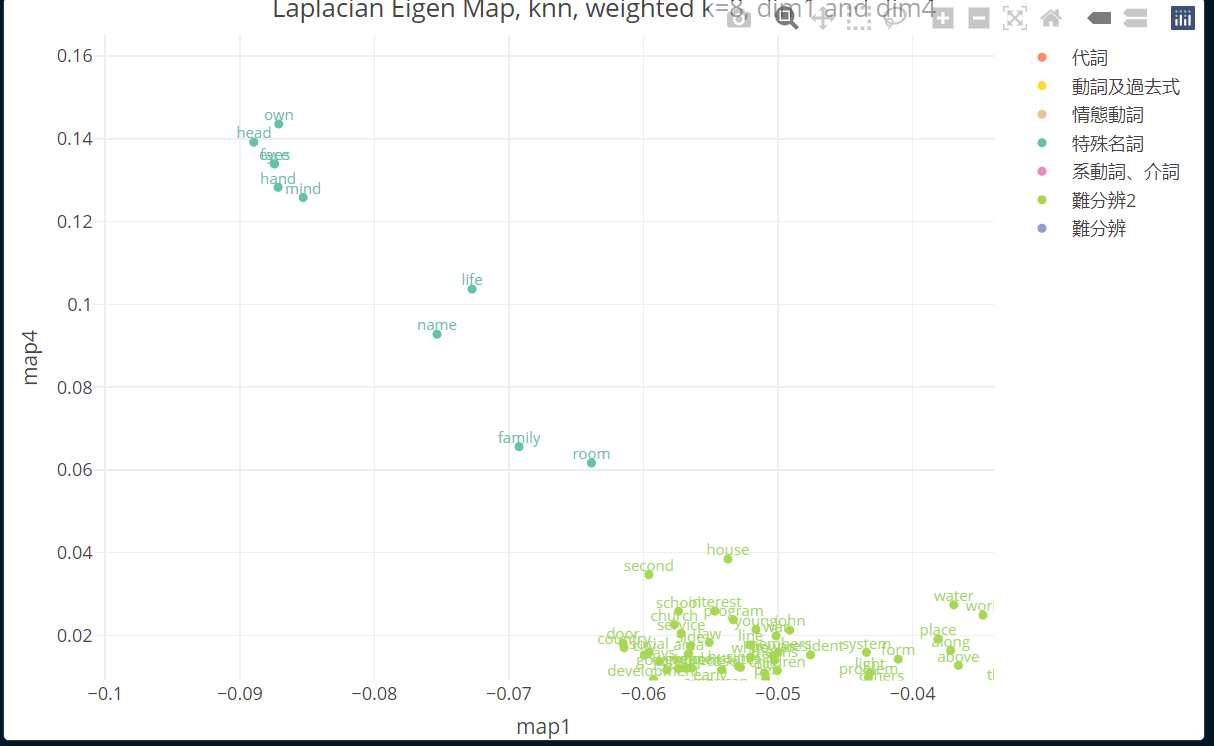 Laplacian Eigen Map, knn, weighted k=8, dim1 and dim4
代詞
動詞及過去式
情態動詞
特殊名詞
系動詞、介詞
難分辨2
難分辨
0.16
0.14
0.12
0.1
0.08
0.06
0.04
0.02
map4
own
head
eyes
hand
mind
life
name
family
room
house
second
school
interest
church
program
service
young
john
water
place
along
above
door
country
social
law
line
system
form
light
problem
others
development
early
children
−0.1
−0.09
−0.08
−0.07
−0.06
−0.05
−0.04
map1